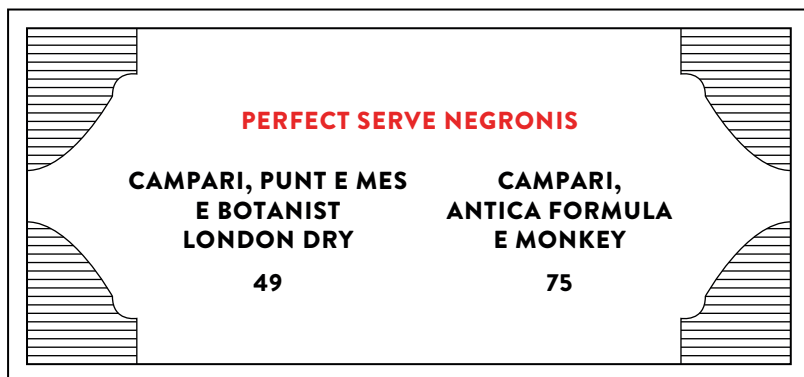 PERFECT SERVE NEGRONIS
CAMPARI, PUNT E MES
E BOTANIST
LONDON DRY
49
CAMPARI,
ANTICA FORMULA
E MONKEY
75